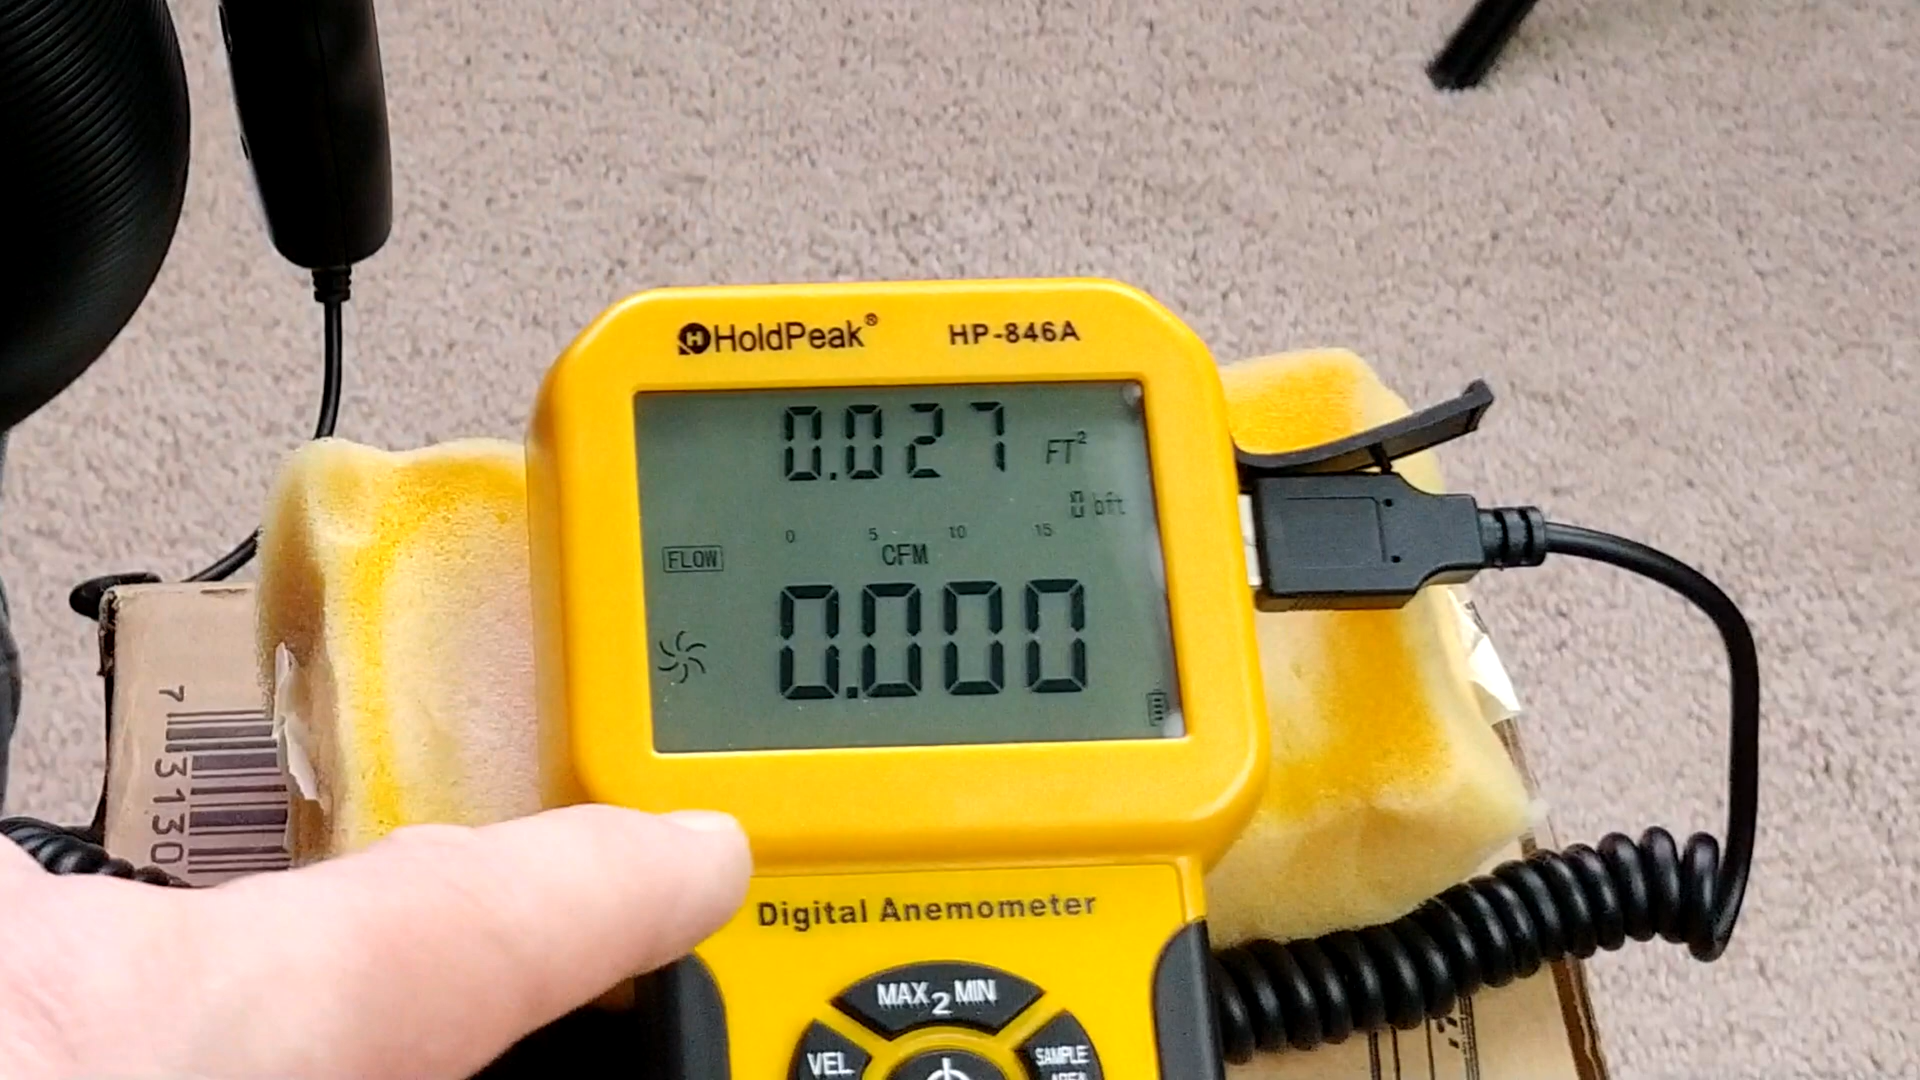 HoldPeak® HP-846A
0.027 FT²
0 bft
0 5 10 15
FLOW CFM
0.000
Digital Anemometer
MAX 2 MIN
VEL
SAMPLE
AREA
7 3130